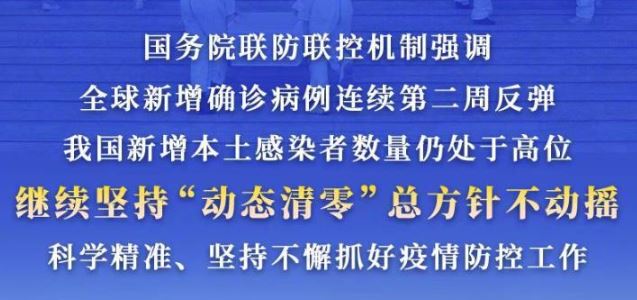 国务院联防联控机制强调
全球新增确诊病例连续第二周反弹
我国新增本土感染者数量仍处于高位
继续坚持“动态清零”总方针不动摇
科学精准、坚持不懈抓好疫情防控工作